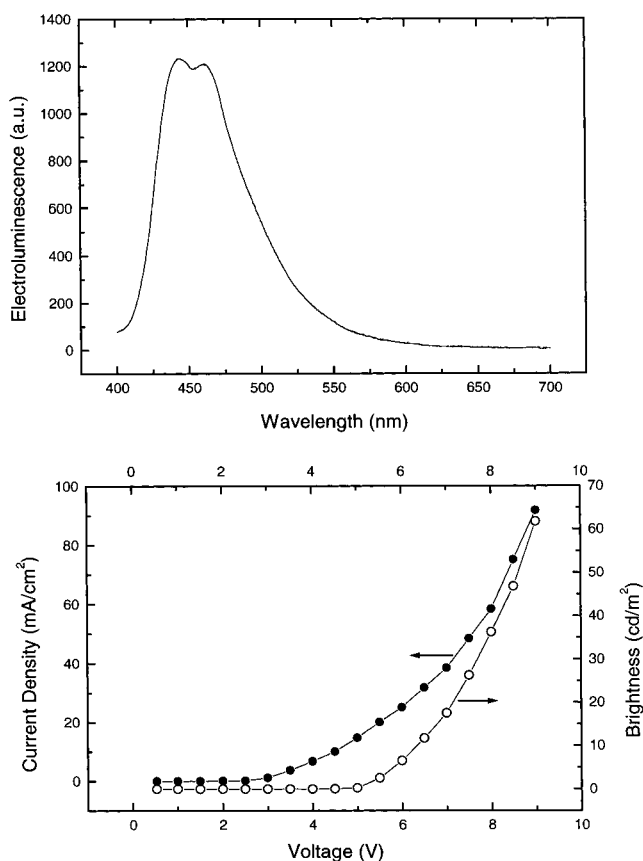 1400
1200
1000
800
600
400
200
0
Electroluminescence (a.u.)
400 450 500 550 600 650 700
Wavelength (nm)
0 2 4 6 8 10
100
80
60
40
20
0
Current Density (mA/cm²)
70
60
50
40
30
20
10
0
Brightness (cd/m²)
0 2 4 6 8 10
Voltage (V)